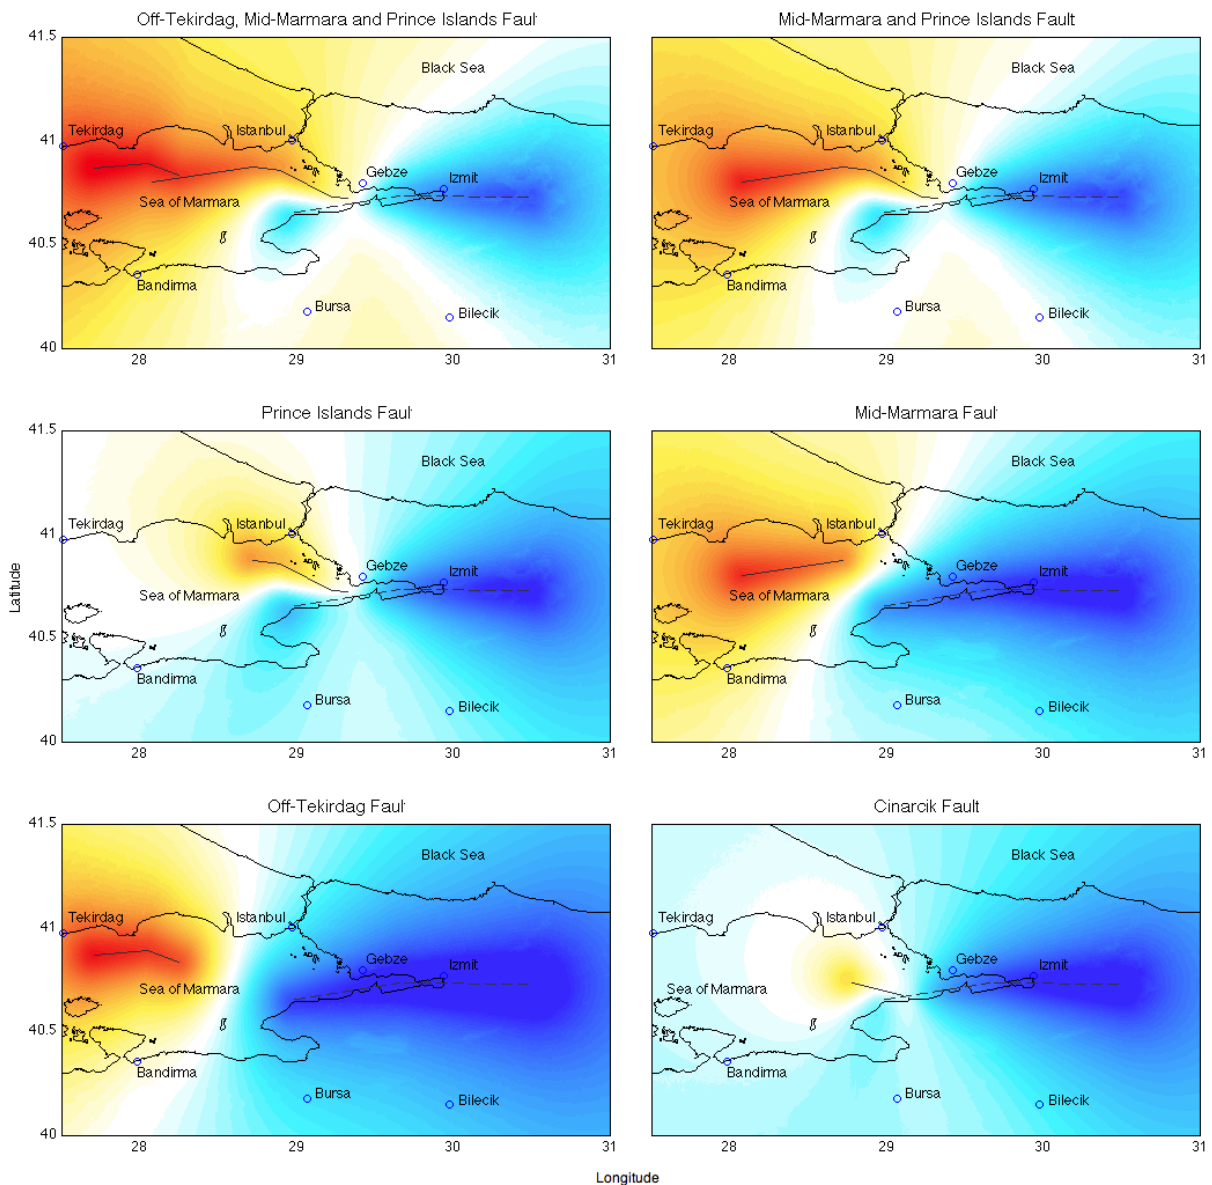 Off-Tekirdag, Mid-Marmara and Prince Islands Faul
Mid-Marmara and Prince Islands Fault
41.5
41
40.5
40
Black Sea
Tekirdag
Istanbul
Gebze
Izmit
Sea of Marmara
Bandirma
Bursa
Bilecik
28
29
30
31
Black Sea
Tekirdag
Istanbul
Gebze
Izmit
Sea of Marmara
Bandirma
Bursa
Bilecik
28
29
30
31
Prince Islands Faul
Mid-Marmara Fault
41.5
41
40.5
40
Latitude
Black Sea
Tekirdag
Istanbul
Gebze
Izmit
Sea of Marmara
Bandirma
Bursa
Bilecik
28
29
30
31
Black Sea
Tekirdag
Istanbul
Gebze
Izmit
Sea of Marmara
Bandirma
Bursa
Bilecik
28
29
30
31
Off-Tekirdag Faul
Cinarcik Fault
41.5
41
40.5
40
Black Sea
Tekirdag
Istanbul
Gebze
Izmit
Sea of Marmara
Bandirma
Bursa
Bilecik
28
29
30
31
Black Sea
Tekirdag
Istanbul
Gebze
Izmit
Sea of Marmara
Bandirma
Bursa
Bilecik
28
29
30
31
Longitude